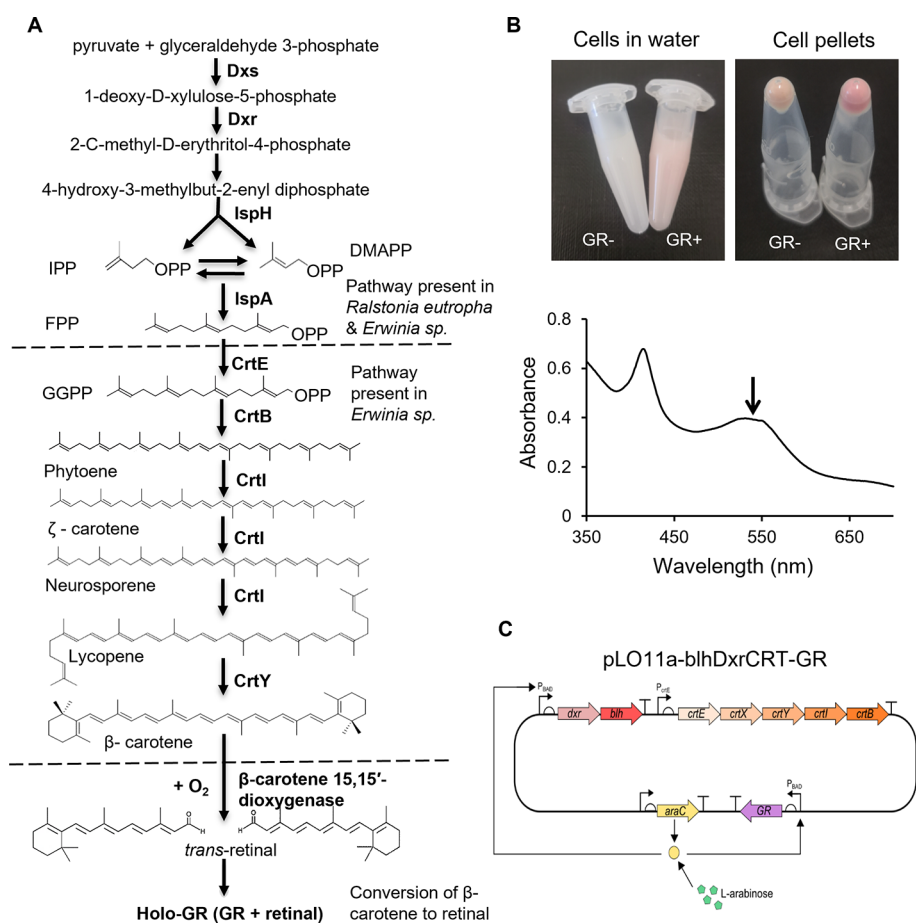 A
pyruvate + glyceraldehyde 3-phosphate
Dxs
1-deoxy-D-xylulose-5-phosphate
Dxr
2-C-methyl-D-erythritol-4-phosphate
4-hydroxy-3-methylbut-2-enyl diphosphate
IspH
IPP
OPP
OPP
DMAPP
IspA
Pathway present in
Ralstonia eutropha
& Erwinia sp.
FPP
OPP
CrtE
GGPP
OPP
Pathway
present in
Erwinia sp.
CrtB
Phytoene
CrtI
ζ - carotene
CrtI
Neurosporene
CrtI
Lycopene
CrtY
β- carotene
+ O2
β-carotene 15,15′-
dioxygenase
O
H
O
H
trans-retinal
Holo-GR (GR + retinal)
Conversion of β-
carotene to retinal
B
Cells in water
Cell pellets
GR-
GR+
GR-
GR+
0.8
0.6
0.4
0.2
0
Absorbance
350
450
550
650
Wavelength (nm)
C
pLO11a-blhDxrCRT-GR
PBAD
dxr
blh
PcrtE
crtE
crtX
crtY
crtI
crtB
araC
GR
PBAD
L-arabinose